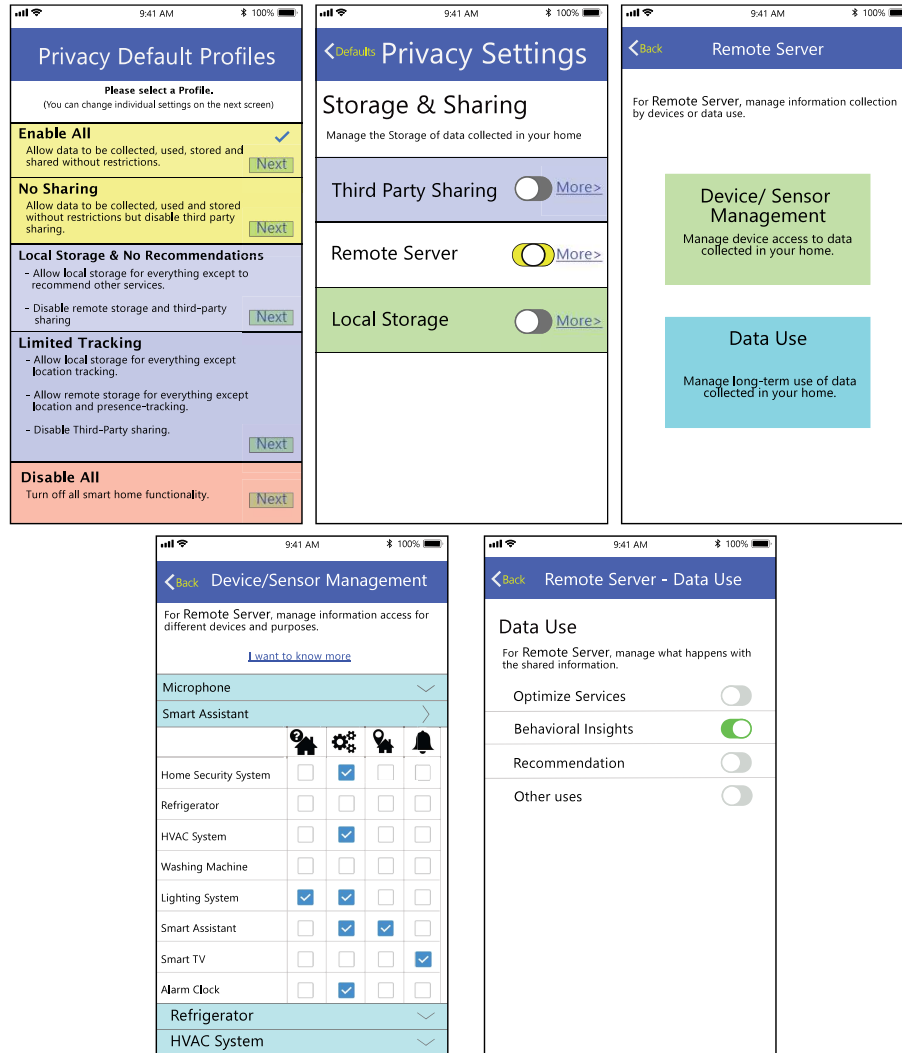 9:41 AM 100%
Privacy Default Profiles
Please select a Profile.
(You can change individual settings on the next screen)
Enable All
Allow data to be collected, used, stored and
shared without restrictions.
Next
No Sharing
Allow data to be collected, used and stored
without restrictions but disable third party
sharing.
Next
Local Storage & No Recommendations
- Allow local storage for everything except to
recommend other services.
- Disable remote storage and third-party
sharing
Next
Limited Tracking
- Allow local storage for everything except
location tracking.
- Allow remote storage for everything except
location and presence-tracking.
- Disable Third-Party sharing.
Next
Disable All
Turn off all smart home functionality.
Next
9:41 AM 100%
Defaults Privacy Settings
Storage & Sharing
Manage the Storage of data collected in your home
Third Party Sharing More>
Remote Server More>
Local Storage More>
9:41 AM 100%
Back Remote Server
For Remote Server, manage information collection
by devices or data use.
Device/ Sensor
Management
Manage device access to data
collected in your home.
Data Use
Manage long-term use of data
collected in your home.
9:41 AM 100%
Back Device/Sensor Management
For Remote Server, manage information access for
different devices and purposes.
I want to know more
Microphone
Smart Assistant
?
Home Security System
Refrigerator
HVAC System
Washing Machine
Lighting System
Smart Assistant
Smart TV
Alarm Clock
Refrigerator
HVAC System
9:41 AM 100%
Back Remote Server - Data Use
Data Use
For Remote Server, manage what happens with
the shared information.
Optimize Services
Behavioral Insights
Recommendation
Other uses